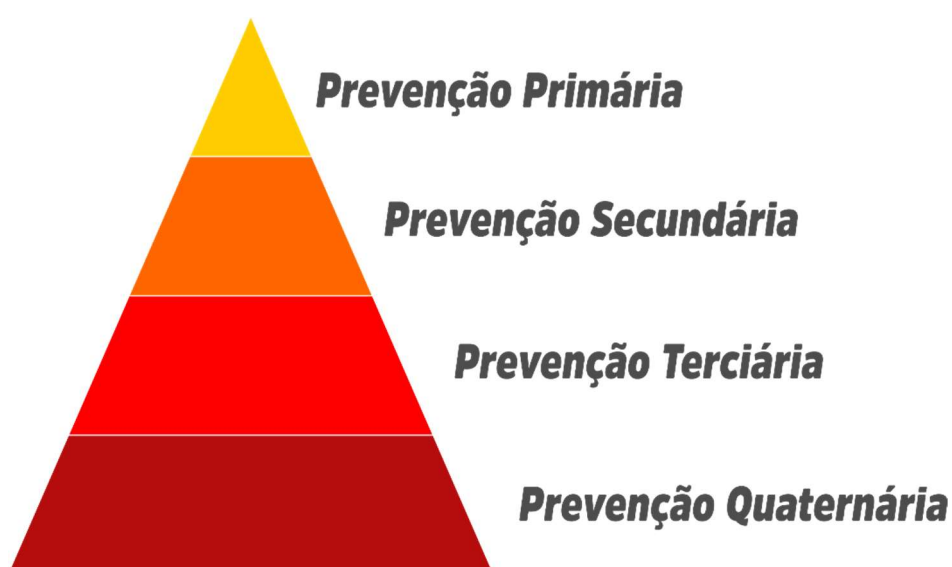 Prevenção Primária
Prevenção Secundária
Prevenção Terciária
Prevenção Quaternária